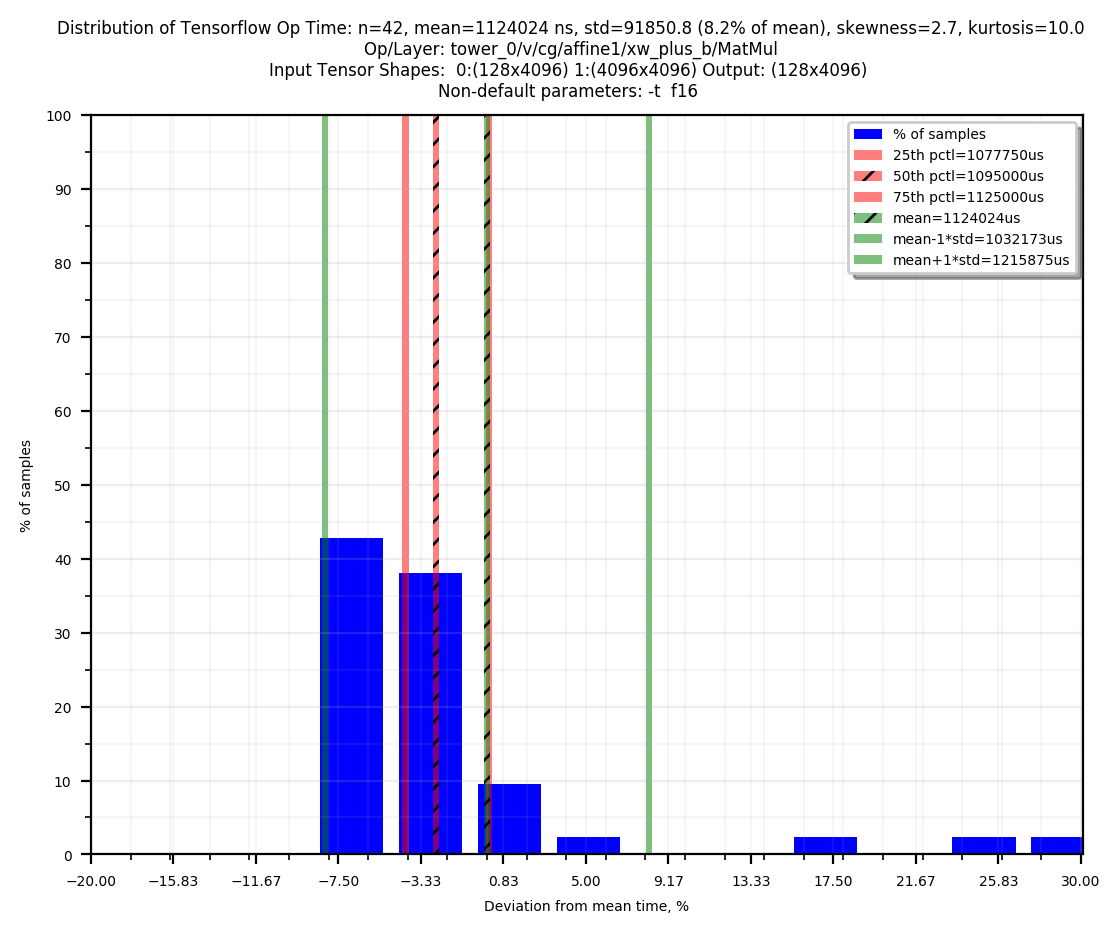 Distribution of Tensorflow Op Time: n=42, mean=1124024 ns, std=91850.8 (8.2% of mean), skewness=2.7, kurtosis=10.0
Op/Layer: tower_0/v/cg/affine1/xw_plus_b/MatMul
Input Tensor Shapes:  0:(128x4096) 1:(4096x4096) Output: (128x4096)
Non-default parameters: -t  f16
% of samples
25th pctl=1077750us
50th pctl=1095000us
75th pctl=1125000us
mean=1124024us
mean-1*std=1032173us
mean+1*std=1215875us
100
90
80
70
60
50
40
30
20
10
0
% of samples
−20.00 −15.83 −11.67 −7.50 −3.33 0.83 5.00 9.17 13.33 17.50 21.67 25.83 30.00
Deviation from mean time, %